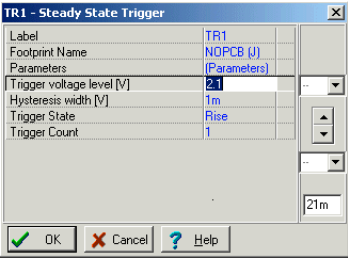 TR1 - Steady State Trigger
Label TR1
Footprint Name NOPCB (J)
Parameters (Parameters)
Trigger voltage level [V] 2.1
Hysteresis width [V] 1m
Trigger State Rise
Trigger Count 1
--
--
21m
OK Cancel ? Help